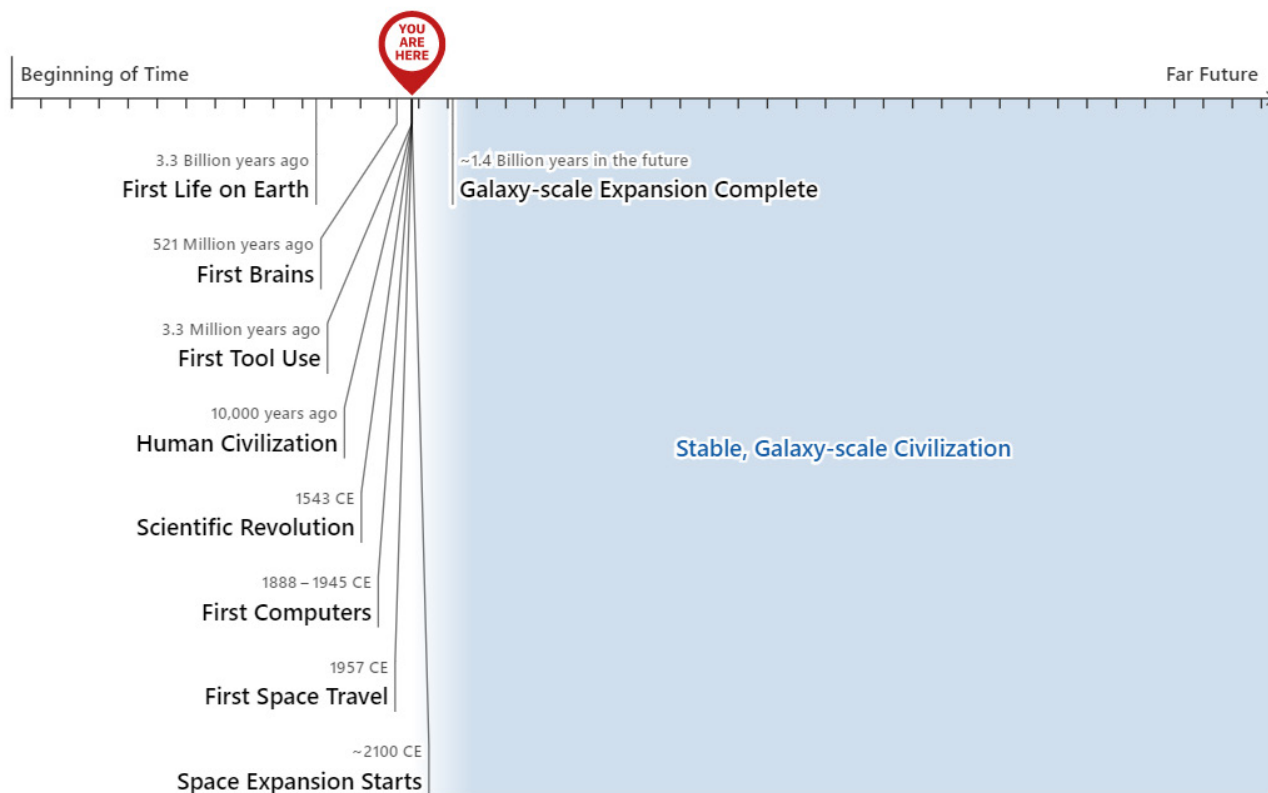 YOU
ARE
HERE
Beginning of Time
Far Future
3.3 Billion years ago
First Life on Earth
~1.4 Billion years in the future
Galaxy-scale Expansion Complete
521 Million years ago
First Brains
3.3 Million years ago
First Tool Use
10,000 years ago
Human Civilization
Stable, Galaxy-scale Civilization
1543 CE
Scientific Revolution
1888 – 1945 CE
First Computers
1957 CE
First Space Travel
~2100 CE
Space Expansion Starts